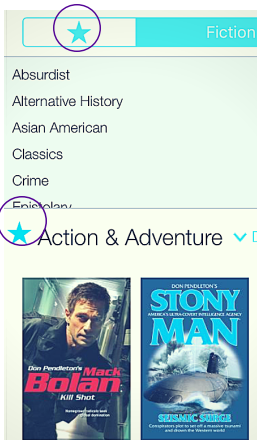 Fiction
Absurdist
Alternative History
Asian American
Classics
Crime
Epistolary
Action & Adventure
Don Pendleton's Mack
Bolan
Kill Shot
DON PENDLETON'S
STONY
AMERICA'S ULTRA-COVERT INTELLIGENCE AGENCY
MAN
SEISMIC SURGE
Conspirators plot to set off a massive tsunami
and drown the Western world